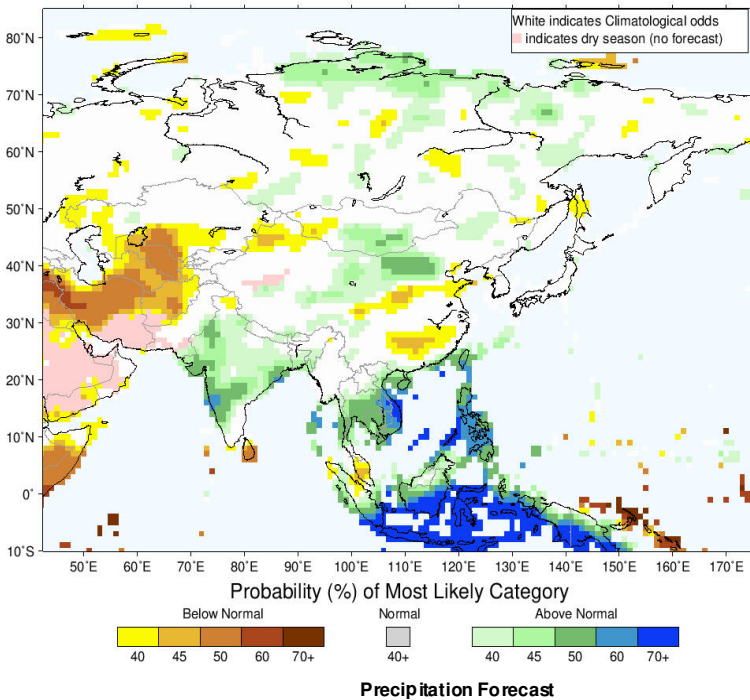 White indicates Climatological odds
indicates dry season (no forecast)
80˚N
70˚N
60˚N
50˚N
40˚N
30˚N
20˚N
10˚N
0˚
10˚S
50˚E 60˚E 70˚E 80˚E 90˚E 100˚E 110˚E 120˚E 130˚E 140˚E 150˚E 160˚E 170˚E
Probability (%) of Most Likely Category
Below Normal Normal Above Normal
40 45 50 60 70+ 40+ 40 45 50 60 70+
Precipitation Forecast